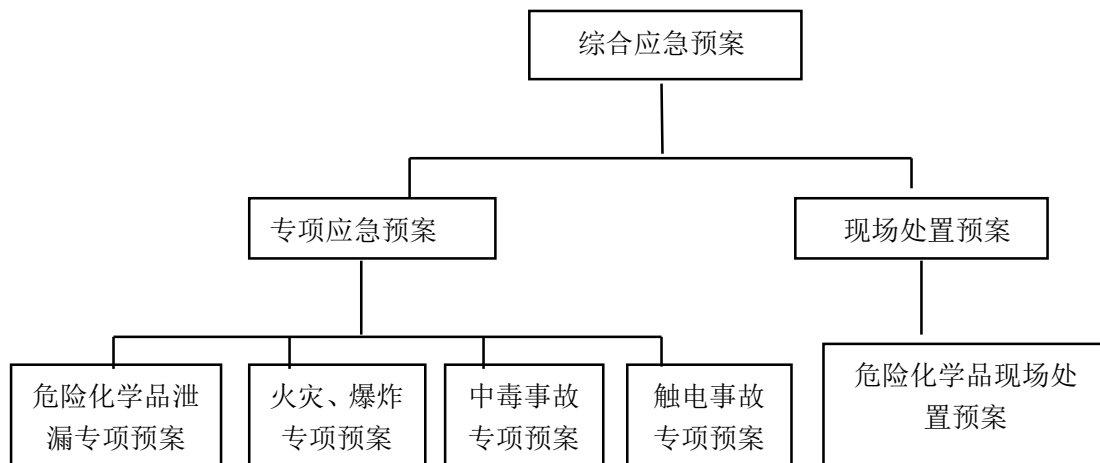 综合应急预案
专项应急预案
现场处置预案
危险化学品泄
漏专项预案
火灾、爆炸
专项预案
中毒事故
专项预案
触电事故
专项预案
危险化学品现场处
置预案